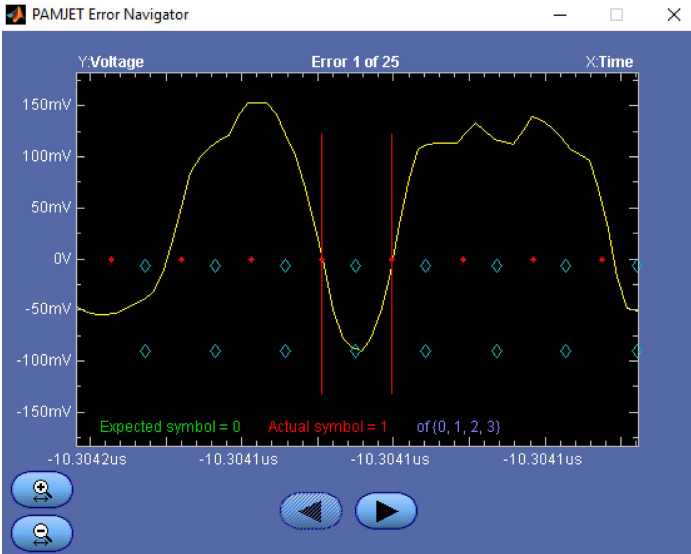 PAMJET Error Navigator
Y:Voltage Error 1 of 25 X:Time
150mV
100mV
50mV
0V
-50mV
-100mV
-150mV
Expected symbol = 0 Actual symbol = 1 of {0, 1, 2, 3}
-10.3042us -10.3041us -10.3041us -10.3041us